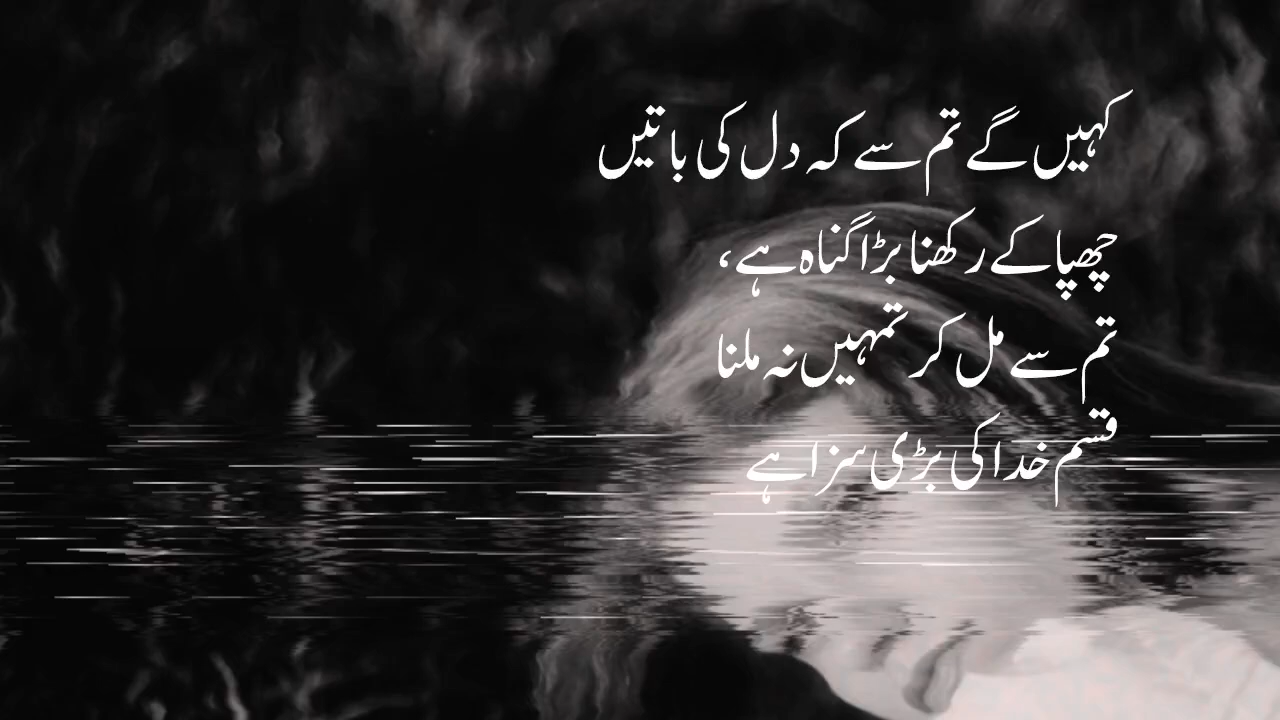 کہیں گے تم سے کہ دل کی باتیں
چھپا کے رکھنا بڑا گناہ ہے،
تم سے مل کر تمہیں نہ ملنا
قسم خدا کی بڑی سزا ہے